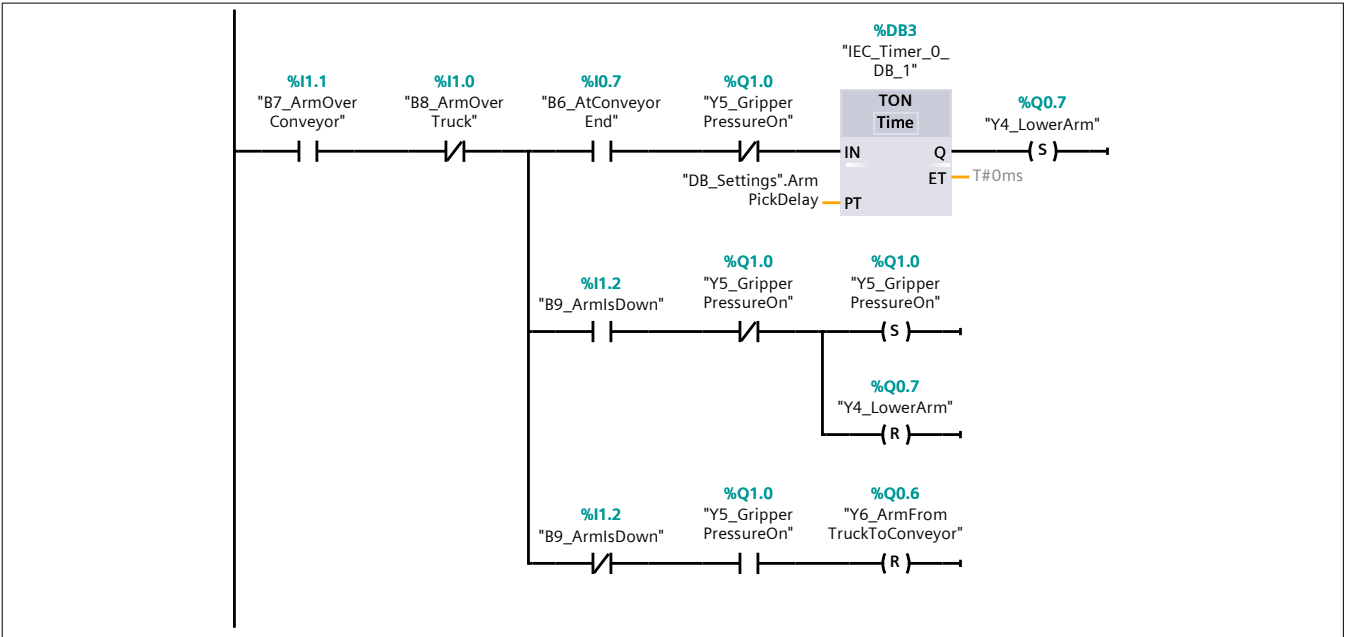 %DB3
"IEC_Timer_0_
DB_1"
%I1.1
"B7_ArmOver
Conveyor"
%I1.0
"B8_ArmOver
Truck"
%I0.7
"B6_AtConveyor
End"
%Q1.0
"Y5_Gripper
PressureOn"
TON
Time
%Q0.7
"Y4_LowerArm"
IN
Q
S
"DB_Settings".Arm
PickDelay
ET
T#0ms
PT
%I1.2
"B9_ArmIsDown"
%Q1.0
"Y5_Gripper
PressureOn"
%Q1.0
"Y5_Gripper
PressureOn"
S
%Q0.7
"Y4_LowerArm"
R
%I1.2
"B9_ArmIsDown"
%Q1.0
"Y5_Gripper
PressureOn"
%Q0.6
"Y6_ArmFrom
TruckToConveyor"
R